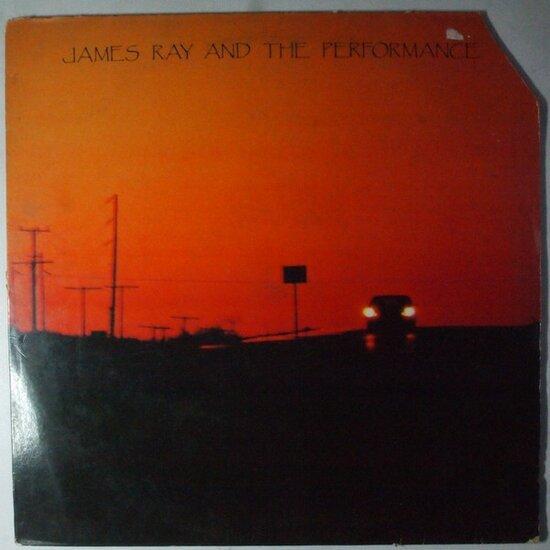 JAMES RAY AND THE PERFORMANCE